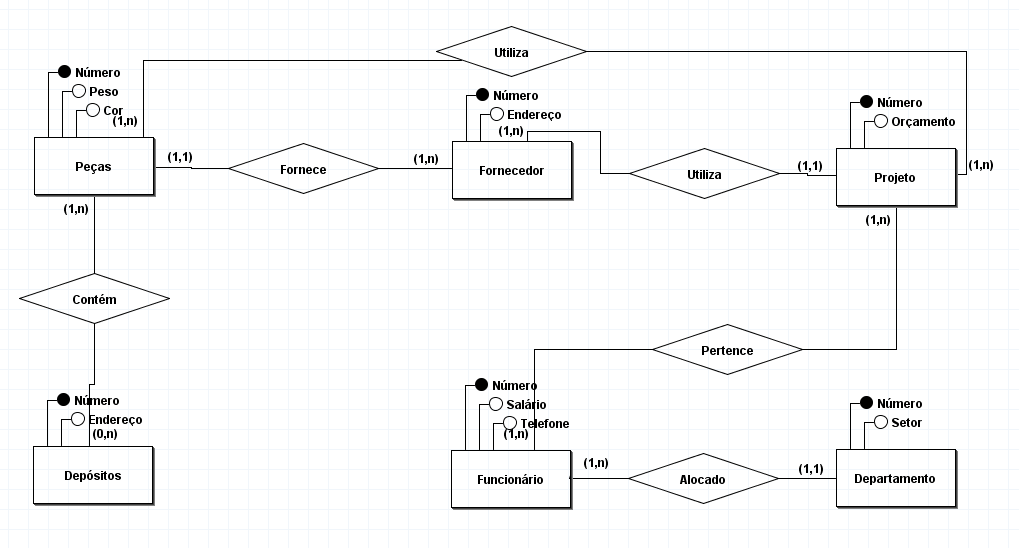 Utiliza
Número
Peso
Cor
(1,n)
Número
Endereço
(1,n)
Número
Orçamento
Peças
(1,1)
Fornece
(1,n)
Fornecedor
Utiliza
(1,1)
Projeto
(1,n)
(1,n)
(1,n)
Contém
Pertence
Número
Endereço
(0,n)
Depósitos
Número
Salário
Telefone
(1,n)
Funcionário
(1,n)
Alocado
(1,1)
Número
Setor
Departamento